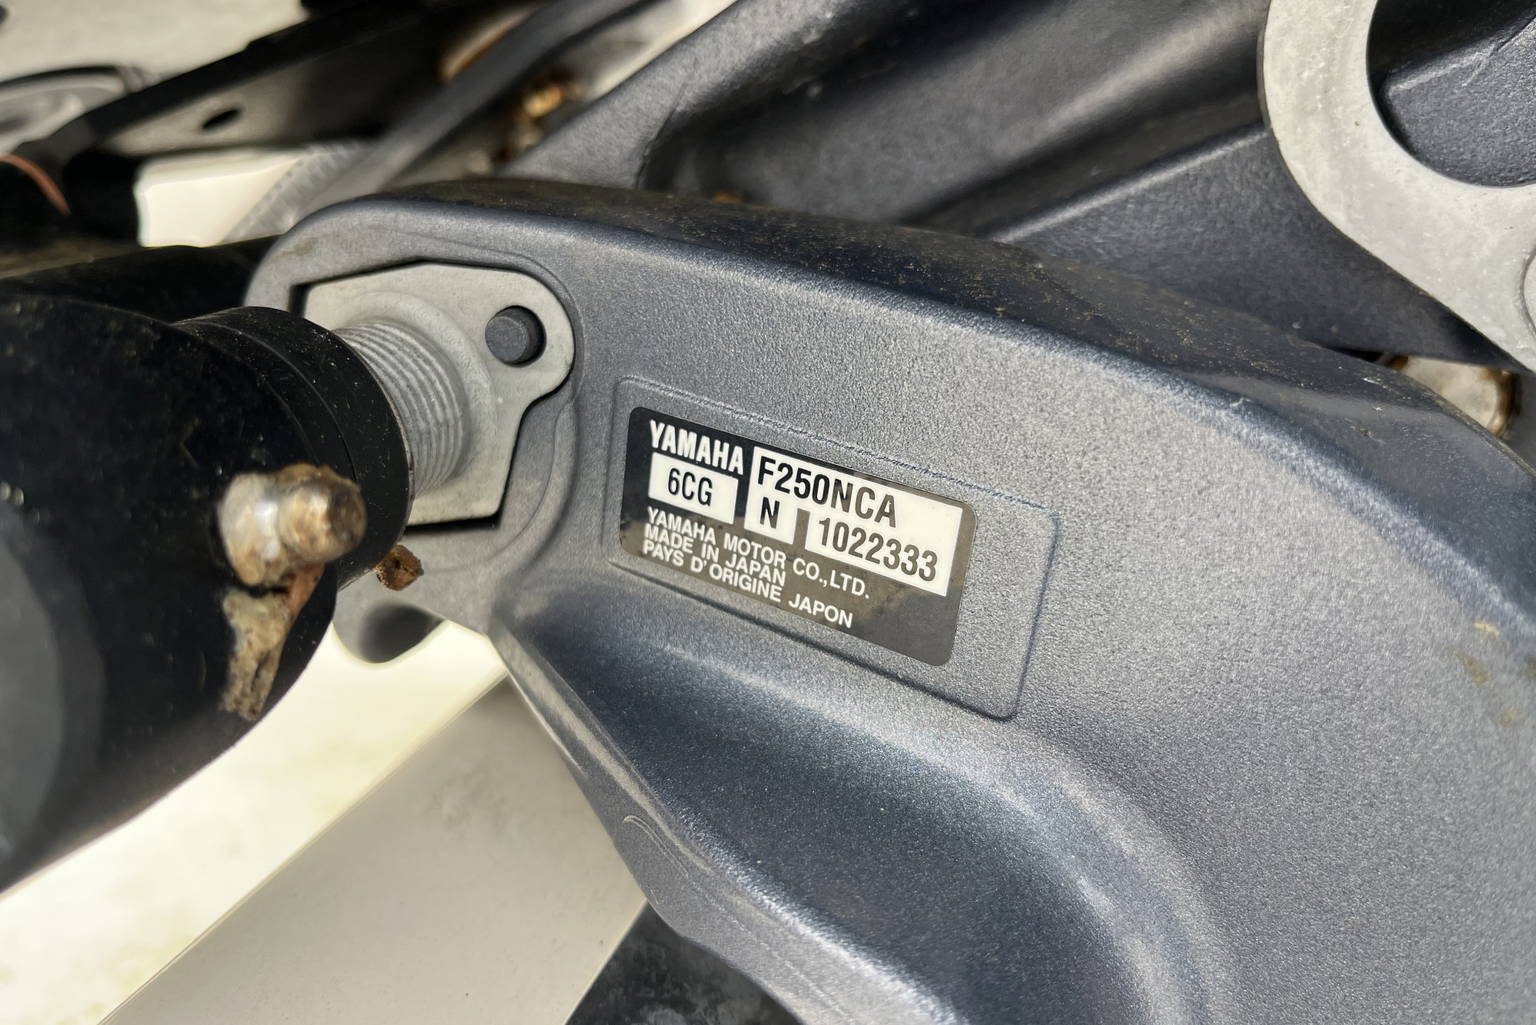 YAMAHA F250NCA
6CG N 1022333
YAMAHA MOTOR CO.,LTD.
MADE IN JAPAN
PAYS D'ORIGINE JAPON